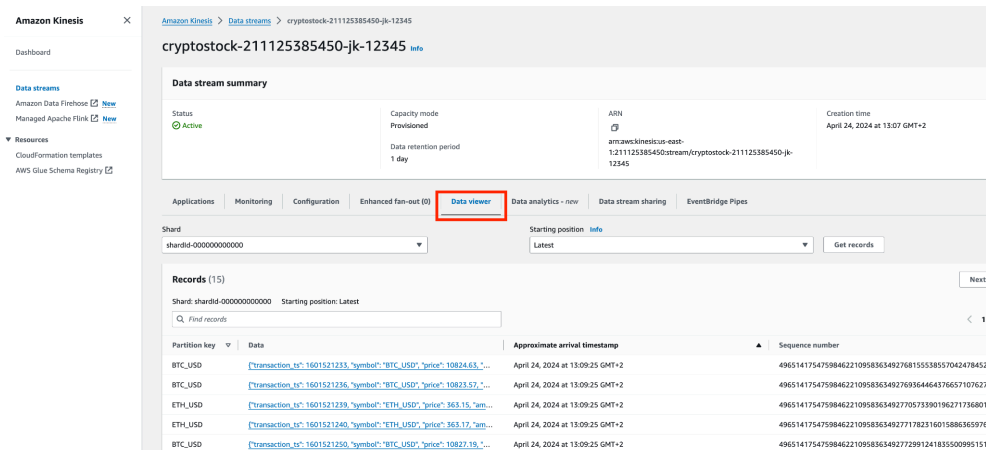 Amazon Kinesis
Dashboard
Data streams
Amazon Data Firehose New
Managed Apache Flink New
Resources
CloudFormation templates
AWS Glue Schema Registry
Amazon Kinesis > Data streams > cryptostock-211125385450-jk-12345
cryptostock-211125385450-jk-12345 Info
Data stream summary
Status
Active
Capacity mode
Provisioned
Data retention period
1 day
ARN
arn:aws:kinesis:us-east-
1:211125385450:stream/cryptostock-211125385450-jk-
12345
Creation time
April 24, 2024 at 13:07 GMT+2
Applications Monitoring Configuration Enhanced fan-out (0) Data viewer Data analytics - new Data stream sharing EventBridge Pipes
Shard
shardId-000000000000
Starting position Info
Latest
Get records
Records (15)
Next
Shard: shardId-000000000000 Starting position: Latest
Find records
1
Partition key Data Approximate arrival timestamp Sequence number
BTC_USD {"transaction_ts": 1601521233, "symbol": "BTC_USD", "price": 10824.63, "... April 24, 2024 at 13:09:25 GMT+2
BTC_USD {"transaction_ts": 1601521236, "symbol": "BTC_USD", "price": 10823.57, "... April 24, 2024 at 13:09:25 GMT+2
ETH_USD {"transaction_ts": 1601521239, "symbol": "ETH_USD", "price": 363.15, "am... April 24, 2024 at 13:09:25 GMT+2
ETH_USD {"transaction_ts": 1601521240, "symbol": "ETH_USD", "price": 363.17, "am... April 24, 2024 at 13:09:25 GMT+2
BTC_USD {"transaction_ts": 1601521250, "symbol": "BTC_USD", "price": 10827.19, "... April 24, 2024 at 13:09:25 GMT+2